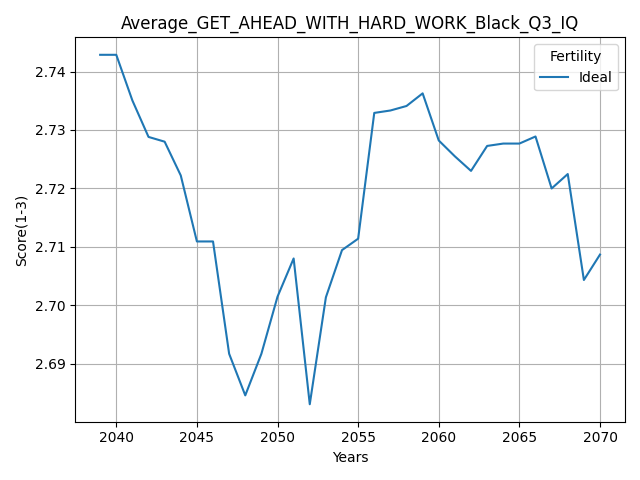 Average_GET_AHEAD_WITH_HARD_WORK_Black_Q3_IQ
Fertility
Ideal
Score(1-3)
2.74
2.73
2.72
2.71
2.70
2.69
2040 2045 2050 2055 2060 2065 2070
Years